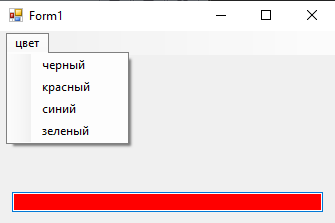 Form1
цвет
черный
красный
синий
зеленый